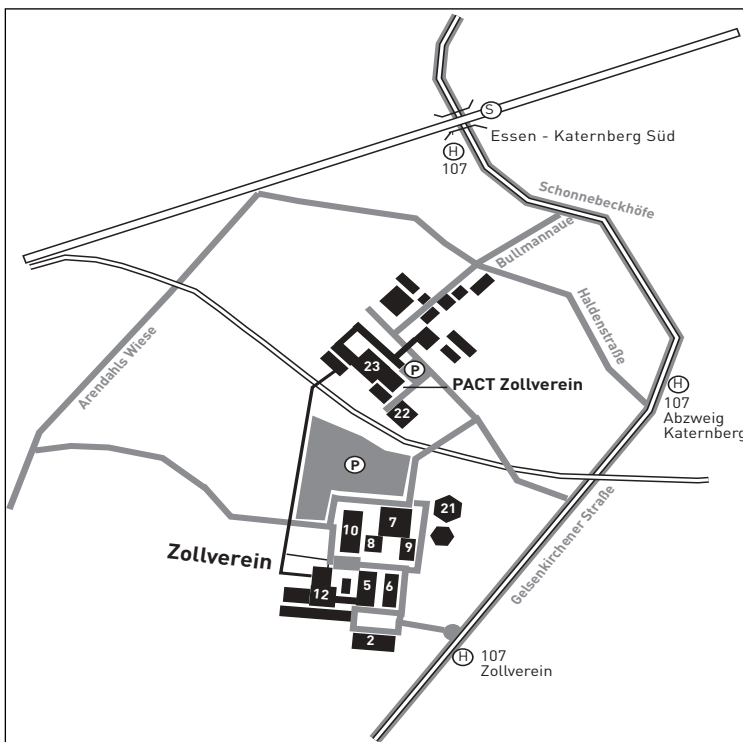 S
Essen - Katernberg Süd
H
107
Schonnebeckhöfe
Bullmannaue
Haldenstraße
Arendahls Wiese
23
P
PACT Zollverein
22
H
107
Abzweig
Katernberg
P
21
7
10
8
9
Gelsenkirchener Straße
Zollverein
12
5
6
2
H
107
Zollverein